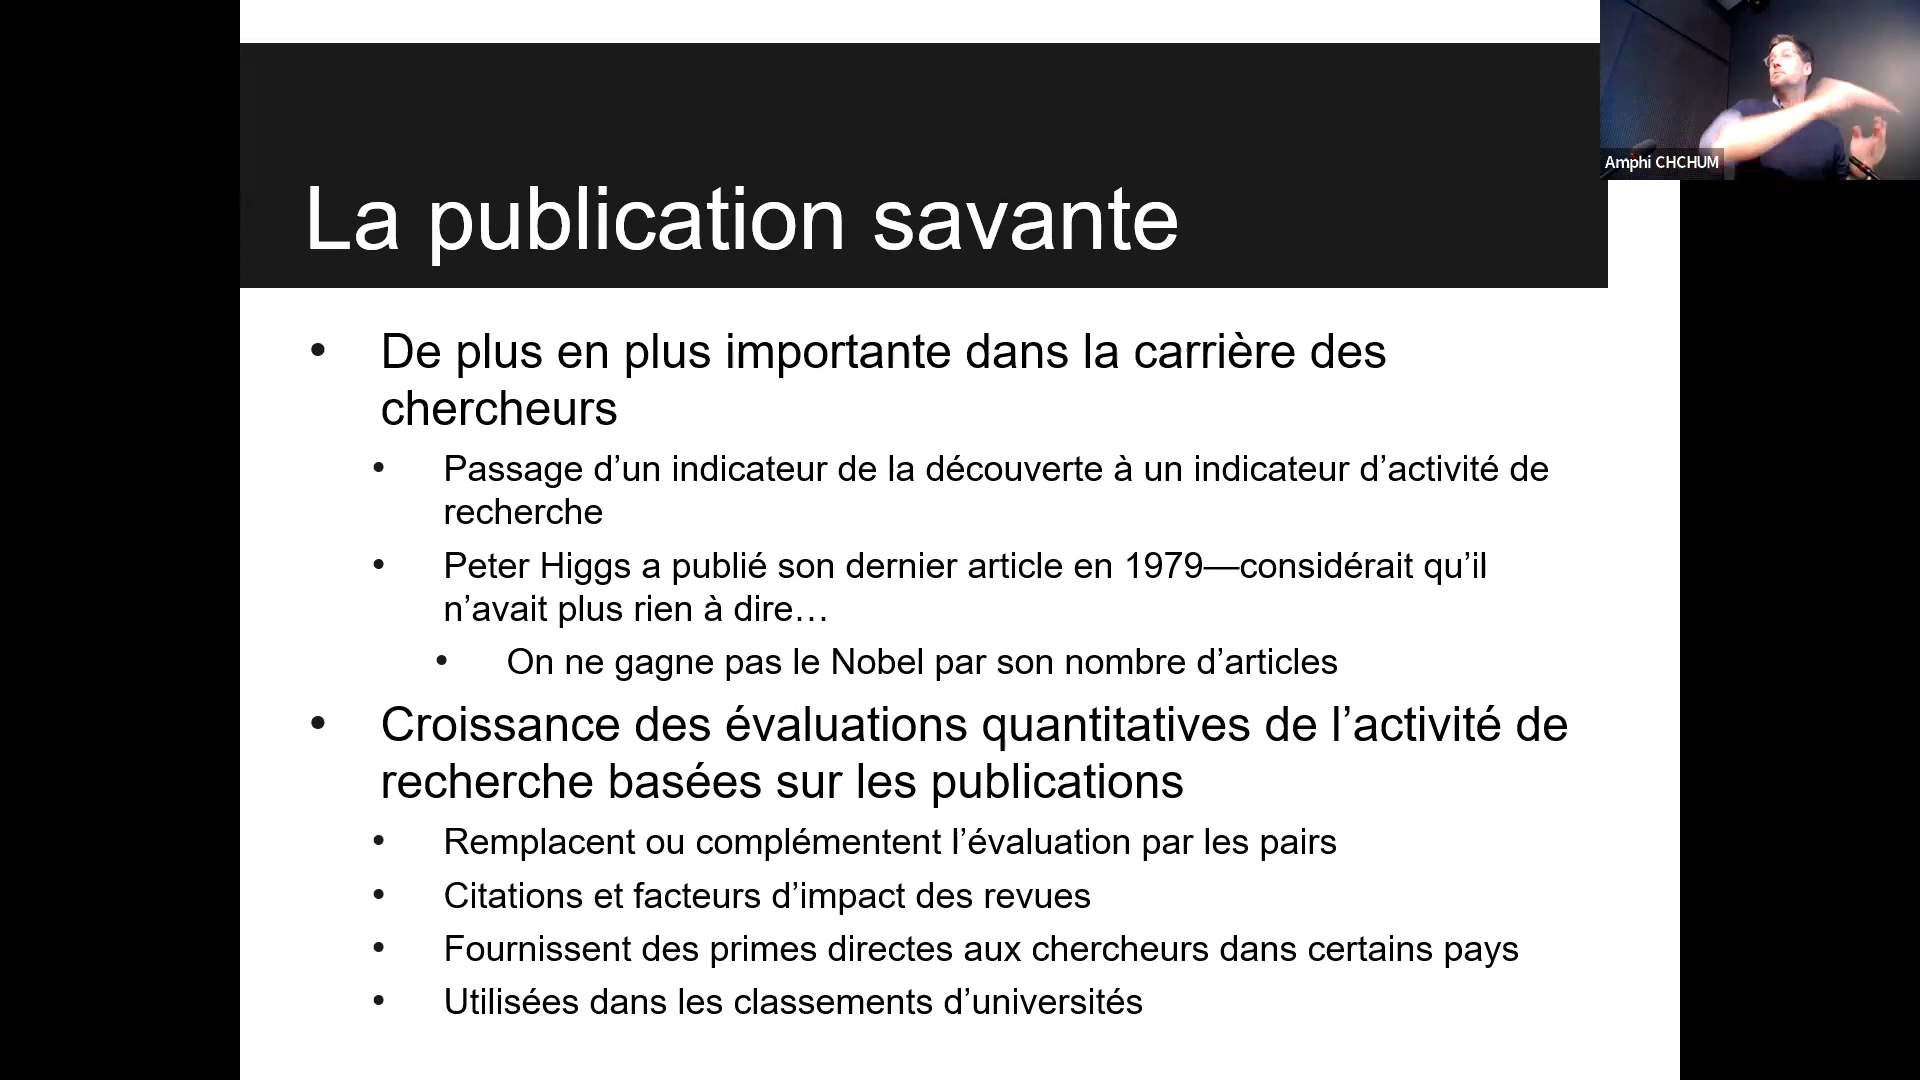 Amphi CHCHUM
La publication savante
• De plus en plus importante dans la carrière des
chercheurs
• Passage d’un indicateur de la découverte à un indicateur d’activité de
recherche
• Peter Higgs a publié son dernier article en 1979—considérait qu’il
n’avait plus rien à dire…
• On ne gagne pas le Nobel par son nombre d’articles
• Croissance des évaluations quantitatives de l’activité de
recherche basées sur les publications
• Remplacent ou complémentent l’évaluation par les pairs
• Citations et facteurs d’impact des revues
• Fournissent des primes directes aux chercheurs dans certains pays
• Utilisées dans les classements d’universités